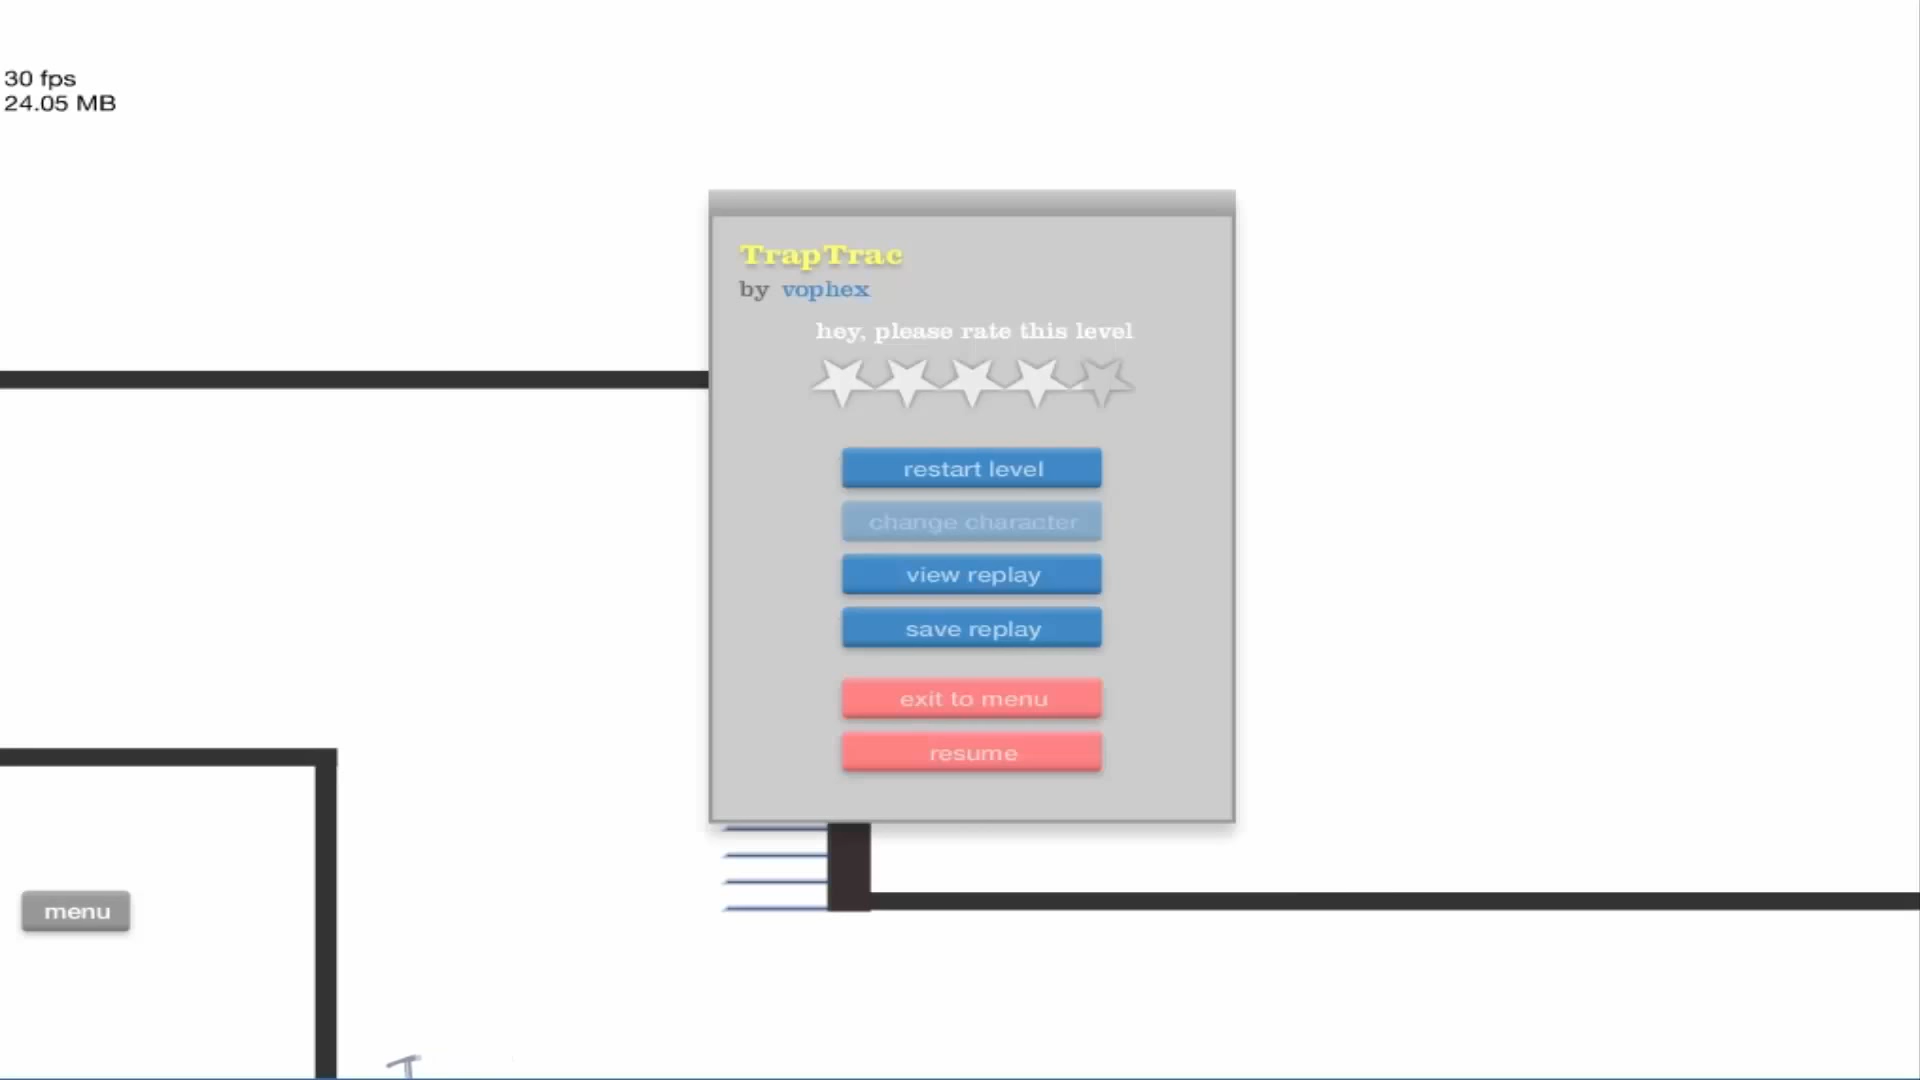 30 fps
24.05 MB
TrapTrac
by vophex
hey, please rate this level
restart level
change character
view replay
save replay
exit to menu
resume
menu